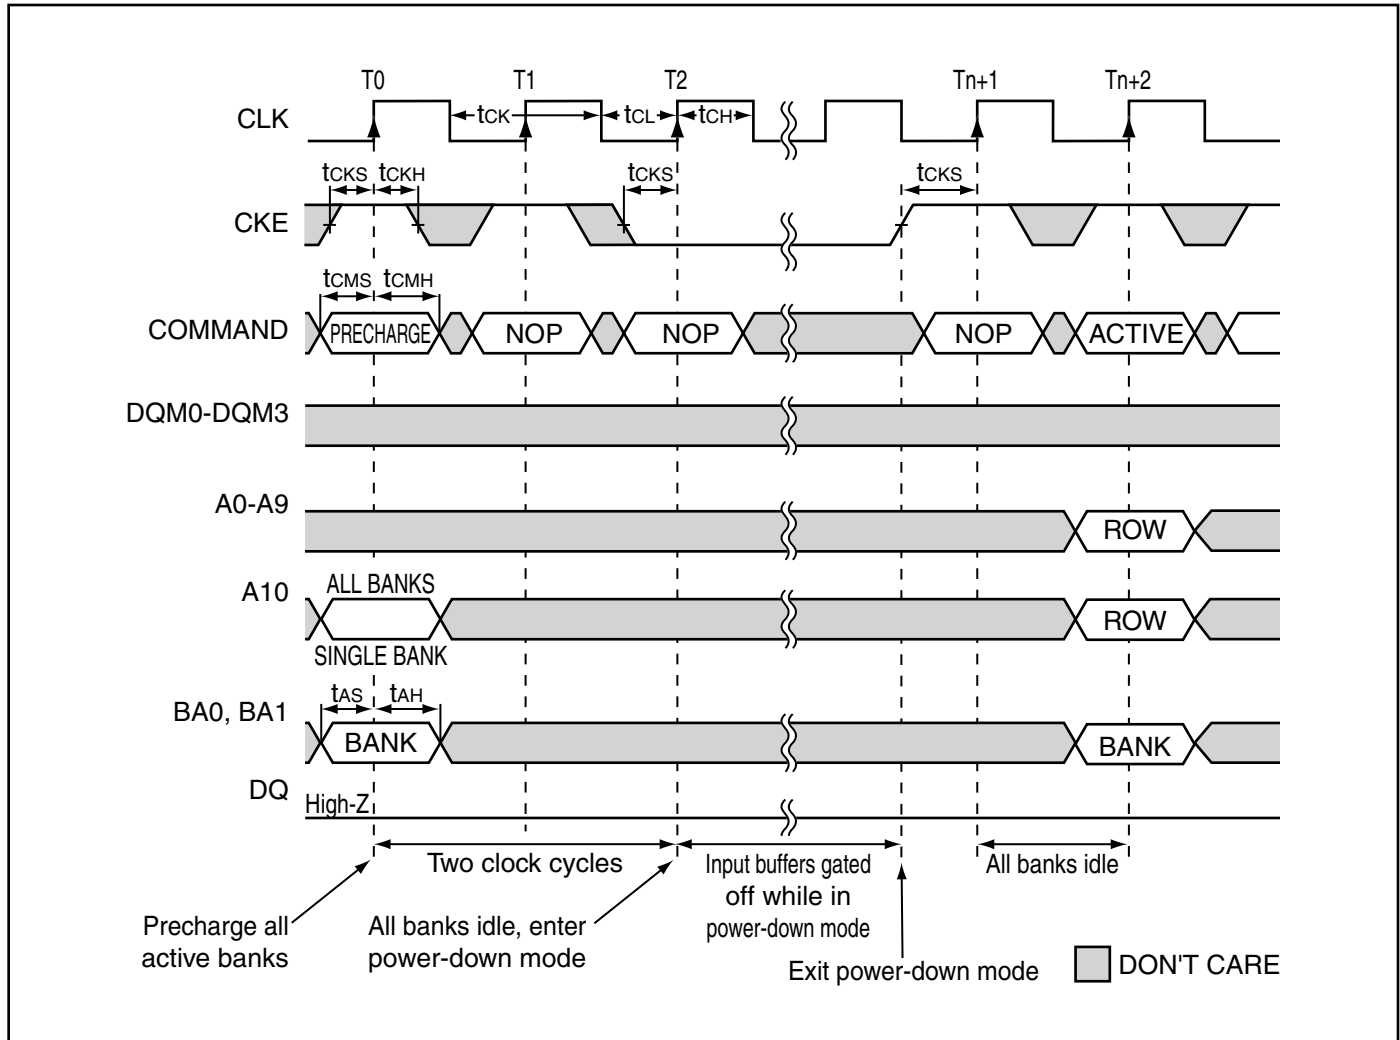 T0 T1 T2 Tn+1 Tn+2
CLK tCK tCL tCH
tCKS tCKH tCKS tCKS
CKE
tCMS tCMH
COMMAND PRECHARGE NOP NOP NOP ACTIVE
DQM0-DQM3
A0-A9 ROW
A10 ALL BANKS ROW
SINGLE BANK
tAS tAH
BA0, BA1 BANK BANK
DQ High-Z
Two clock cycles
Input buffers gated
off while in
power-down mode
All banks idle
Precharge all
active banks
All banks idle, enter
power-down mode
Exit power-down mode
DON'T CARE